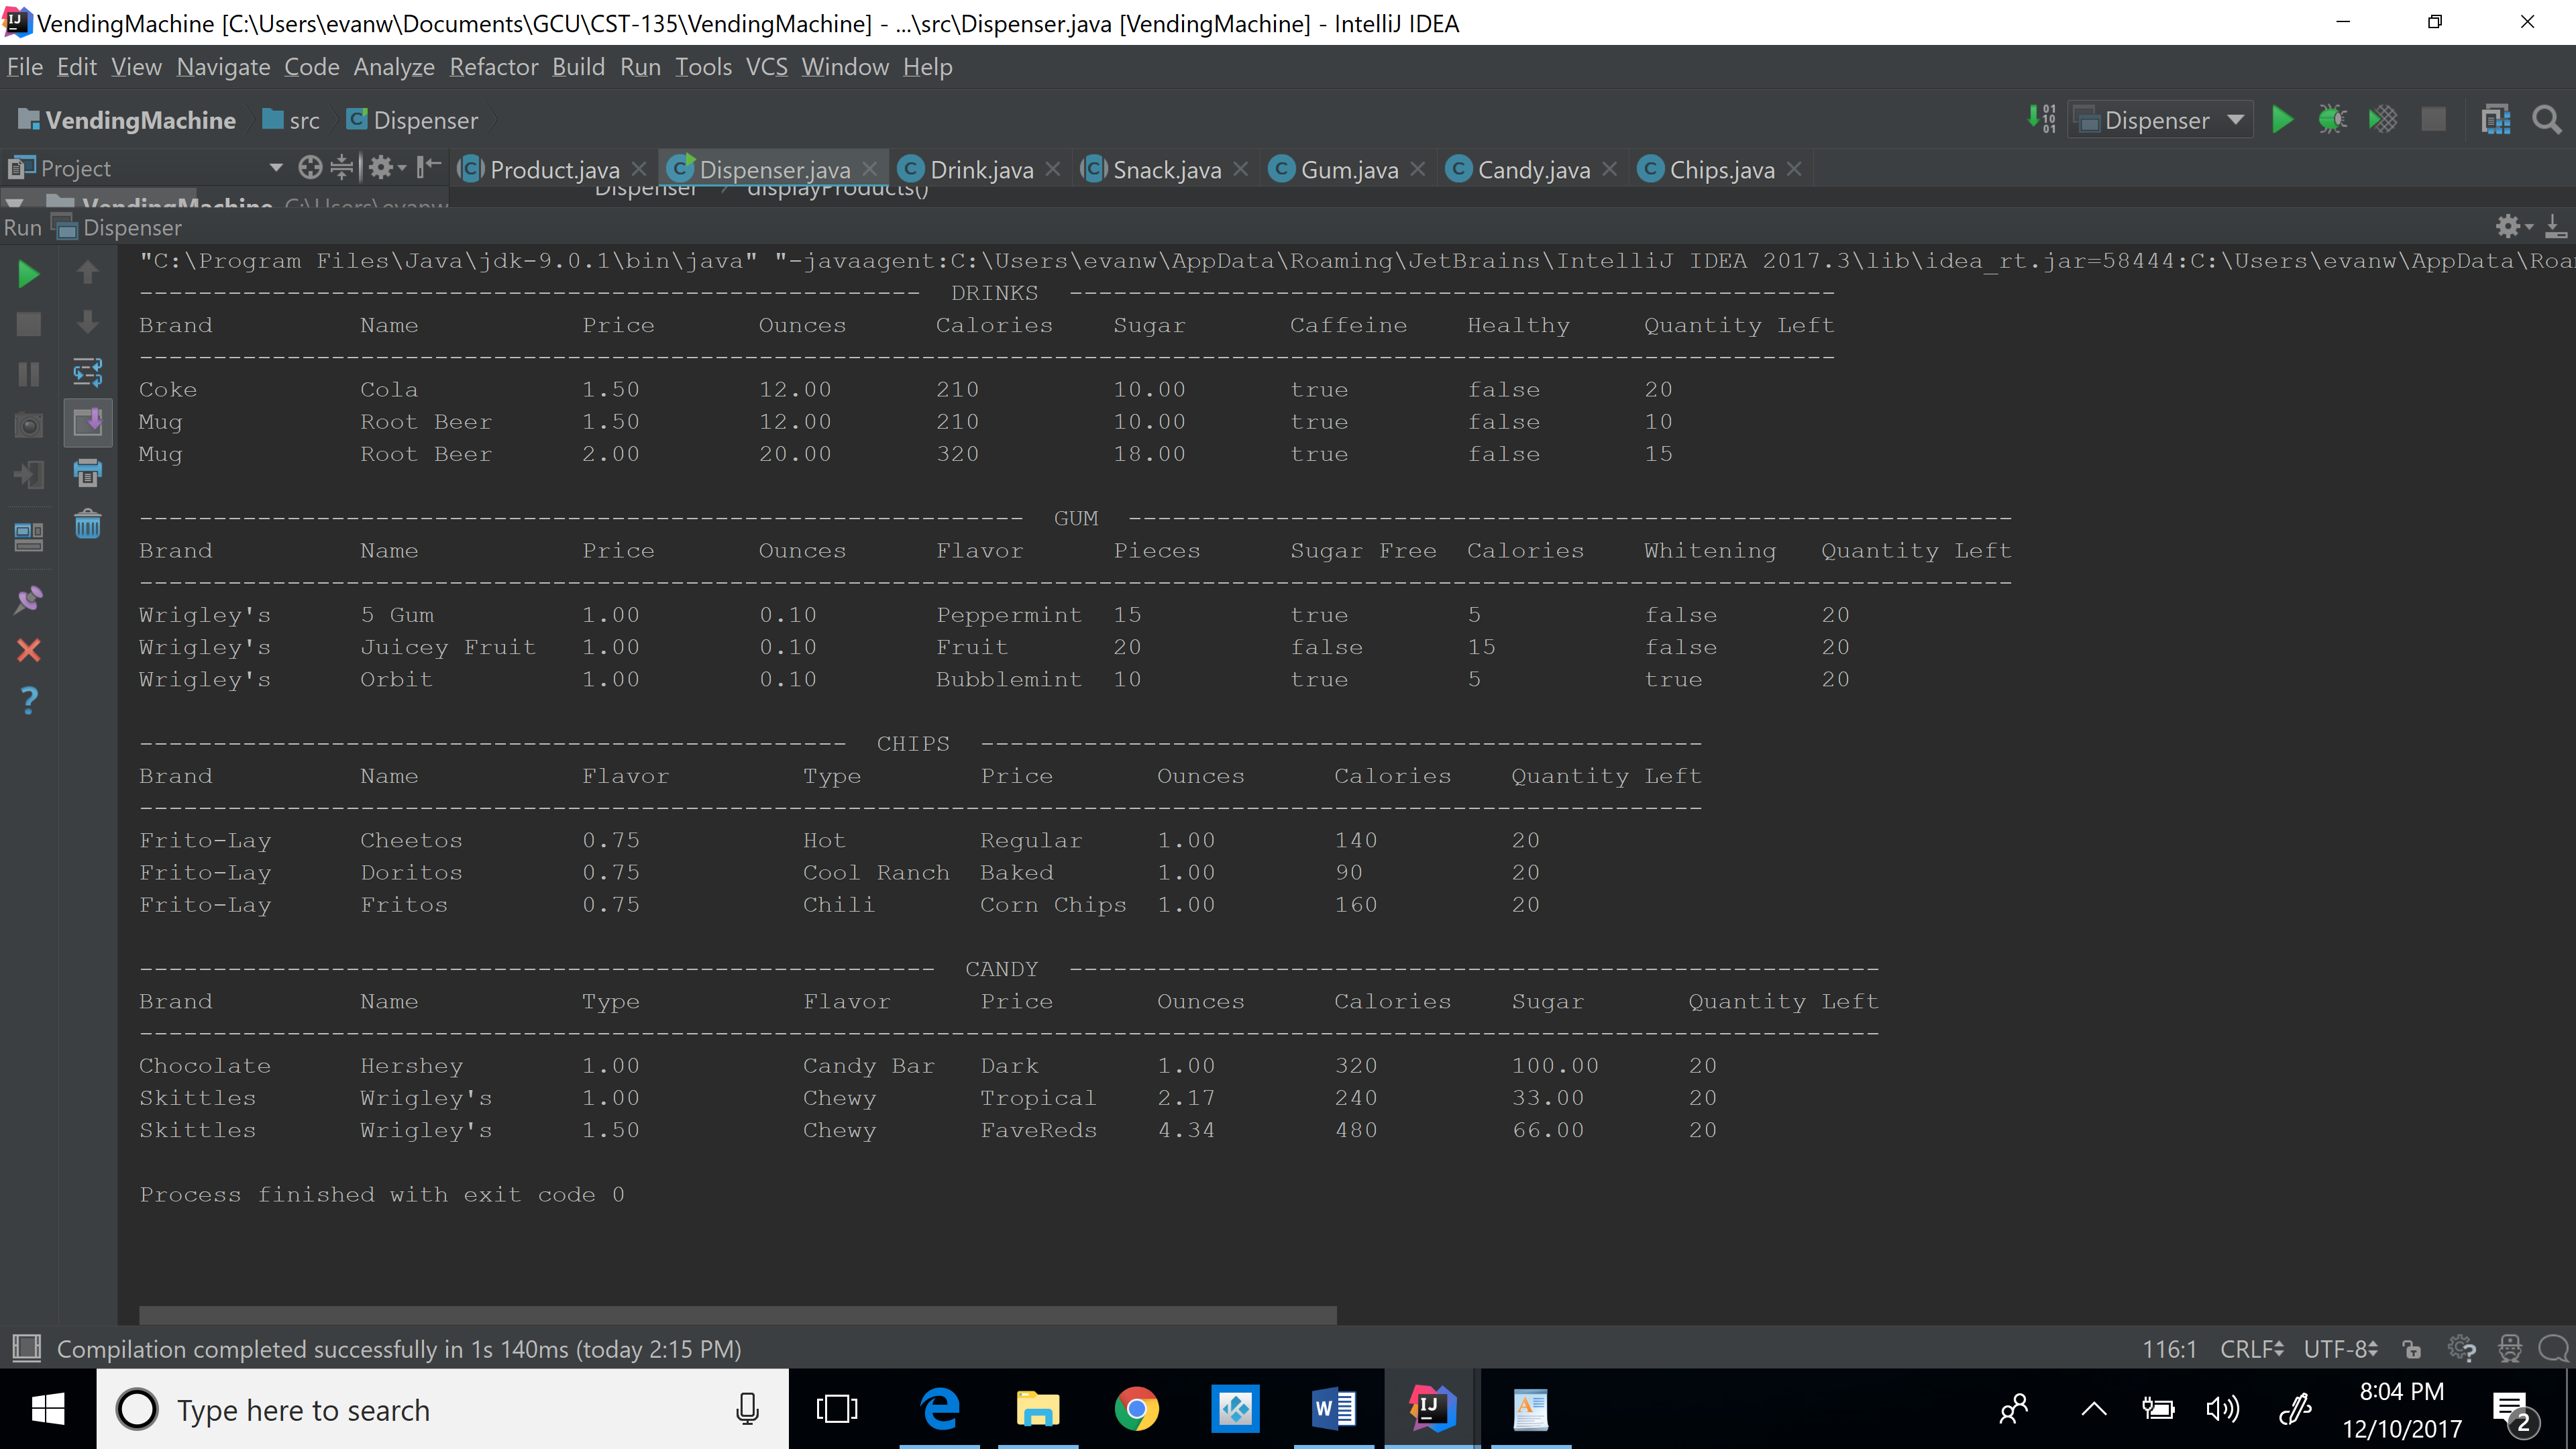 VendingMachine [C:\Users\evanw\Documents\GCU\CST-135\VendingMachine] - ...\src\Dispenser.java [VendingMachine] - IntelliJ IDEA
File Edit View Navigate Code Analyze Refactor Build Run Tools VCS Window Help
VendingMachine src Dispenser Dispenser
Project Product.java Dispenser.java Drink.java Snack.java Gum.java Candy.java Chips.java
Dispenser displayProducts()
VendingMachine C:\Users\evanw
Run Dispenser
"C:\Program Files\Java\jdk-9.0.1\bin\java" "-javaagent:C:\Users\evanw\AppData\Roaming\JetBrains\IntelliJ IDEA 2017.3\lib\idea_rt.jar=58444:C:\Users\evanw\AppData\Roam
----------------------------------------------------- DRINKS ----------------------------------------------------
Brand Name Price Ounces Calories Sugar Caffeine Healthy Quantity Left
-------------------------------------------------------------------------------------------------------------------
Coke Cola 1.50 12.00 210 10.00 true false 20
Mug Root Beer 1.50 12.00 210 10.00 true false 10
Mug Root Beer 2.00 20.00 320 18.00 true false 15
------------------------------------------------------------ GUM ------------------------------------------------------------
Brand Name Price Ounces Flavor Pieces Sugar Free Calories Whitening Quantity Left
-------------------------------------------------------------------------------------------------------------------------------
Wrigley's 5 Gum 1.00 0.10 Peppermint 15 true 5 false 20
Wrigley's Juicey Fruit 1.00 0.10 Fruit 20 false 15 false 20
Wrigley's Orbit 1.00 0.10 Bubblemint 10 true 5 true 20
------------------------------------------------ CHIPS -------------------------------------------------
Brand Name Flavor Type Price Ounces Calories Quantity Left
----------------------------------------------------------------------------------------------------------
Frito-Lay Cheetos 0.75 Hot Regular 1.00 140 20
Frito-Lay Doritos 0.75 Cool Ranch Baked 1.00 90 20
Frito-Lay Fritos 0.75 Chili Corn Chips 1.00 160 20
------------------------------------------------------ CANDY -------------------------------------------------------
Brand Name Type Flavor Price Ounces Calories Sugar Quantity Left
----------------------------------------------------------------------------------------------------------------------
Chocolate Hershey 1.00 Candy Bar Dark 1.00 320 100.00 20
Skittles Wrigley's 1.00 Chewy Tropical 2.17 240 33.00 20
Skittles Wrigley's 1.50 Chewy FaveReds 4.34 480 66.00 20
Process finished with exit code 0
Compilation completed successfully in 1s 140ms (today 2:15 PM) 116:1 CRLF UTF-8
Type here to search 8:04 PM
12/10/2017 2